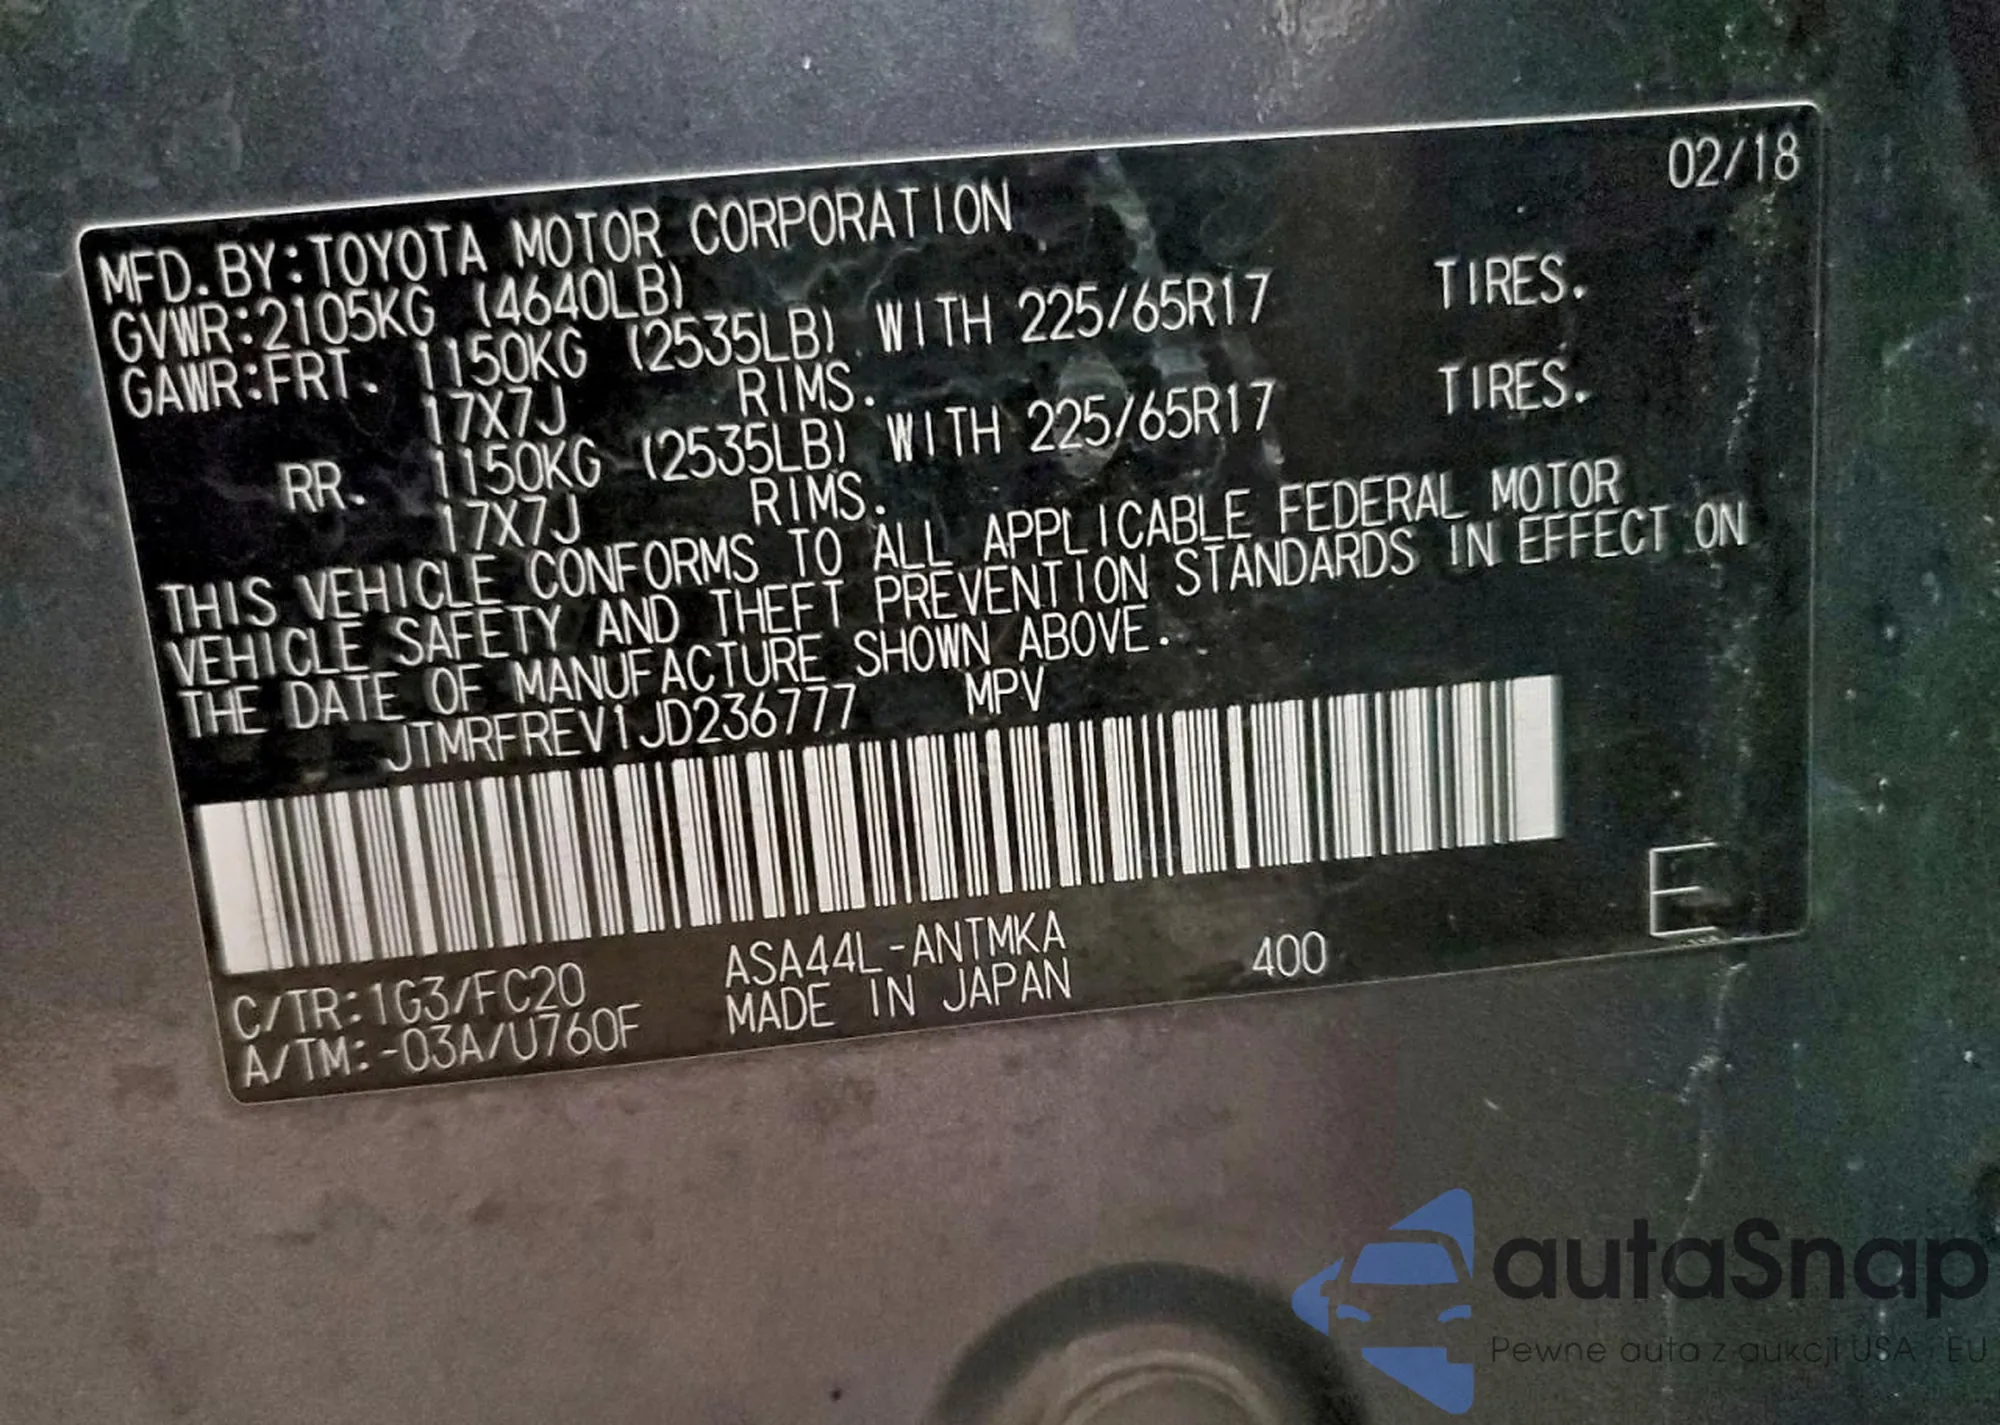 02/18
MFD. BY:TOYOTA MOTOR CORPORATION
GVWR:2105KG (4640LB)
GAWR:FRT. 1150KG (2535LB) WITH 225/65R17 TIRES.
17X7J RIMS.
RR. 1150KG (2535LB) WITH 225/65R17 TIRES.
17X7J RIMS.
THIS VEHICLE CONFORMS TO ALL APPLICABLE FEDERAL MOTOR
VEHICLE SAFETY AND THEFT PREVENTION STANDARDS IN EFFECT ON
THE DATE OF MANUFACTURE SHOWN ABOVE.
JTMRFREV1JD236777 MPV
E
C/TR:1G3/FC20 ASA44L-ANTMKA 400
A/TM:-03A/U760F MADE IN JAPAN
autaSnap
Pewne auta z aukcji USA i EU